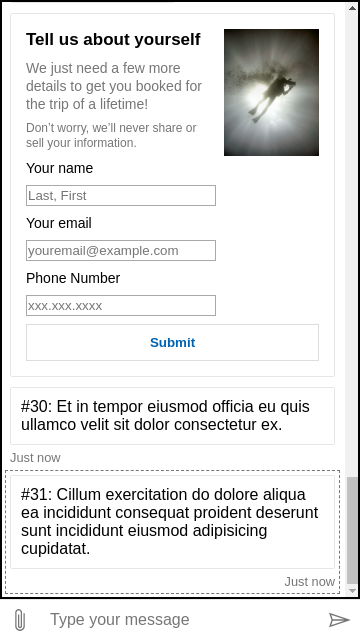 Tell us about yourself
We just need a few more
details to get you booked for
the trip of a lifetime!
Don't worry, we'll never share or
sell your information.
Your name
Last, First
Your email
youremail@example.com
Phone Number
xxx.xxx.xxxx
Submit
#30: Et in tempor eiusmod officia eu quis
ullamco velit sit dolor consectetur ex.
Just now
#31: Cillum exercitation do dolore aliqua
ea incididunt consequat proident deserunt
sunt incididunt eiusmod adipisicing
cupidatat.
Just now
Type your message